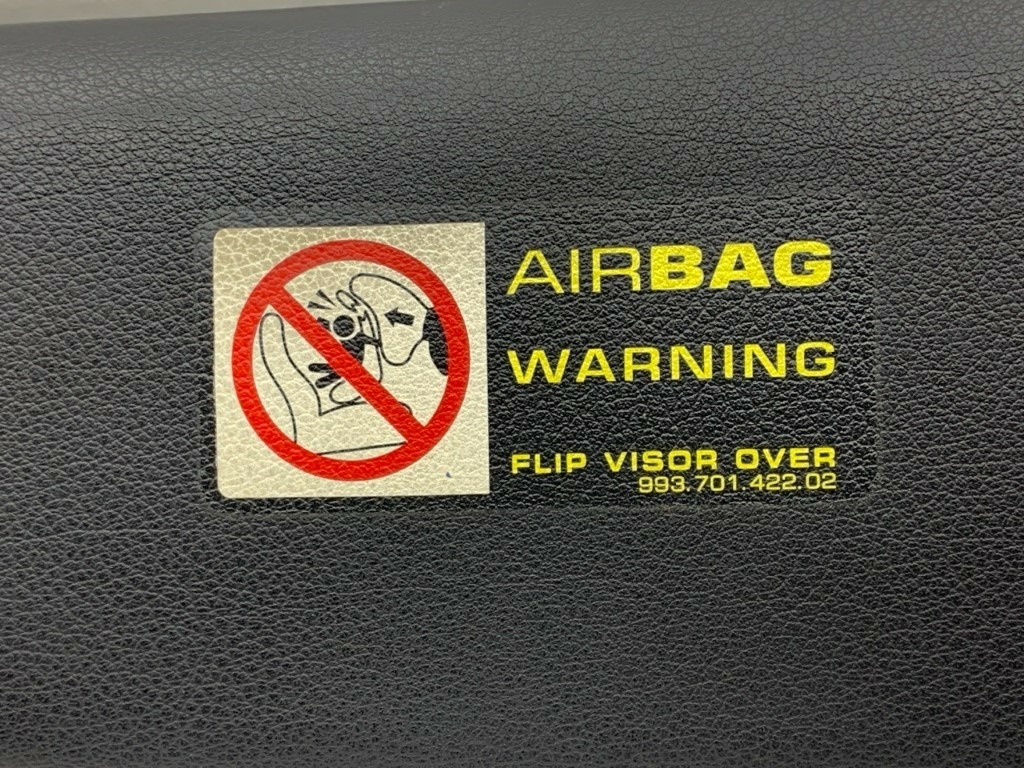 AIRBAG
WARNING
FLIP VISOR OVER
993.701.422.02